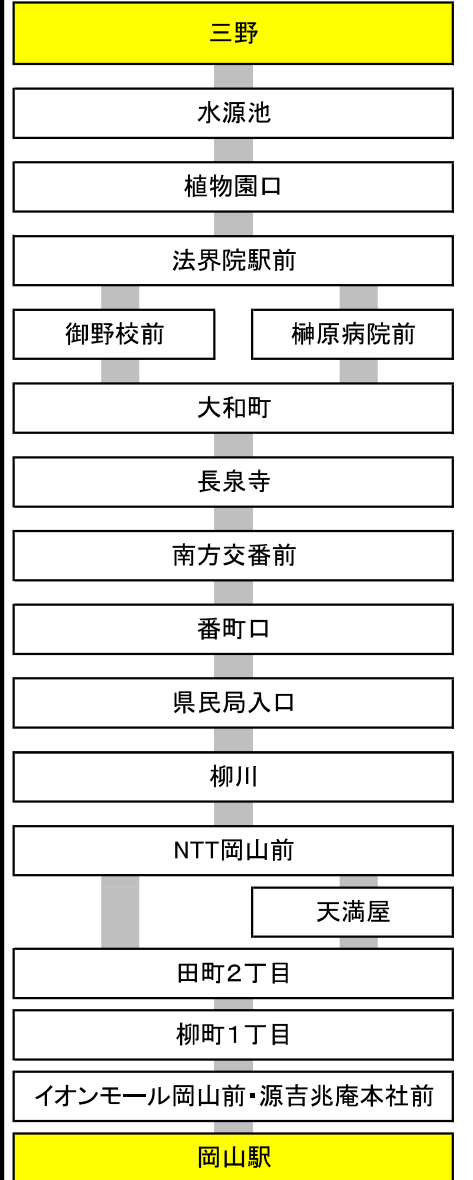 三野
水源池
植物園口
法界院駅前
御野校前
榊原病院前
大和町
長泉寺
南方交番前
番町口
県民局入口
柳川
NTT岡山前
天満屋
田町2丁目
柳町1丁目
イオンモール岡山前・源吉兆庵本社前
岡山駅